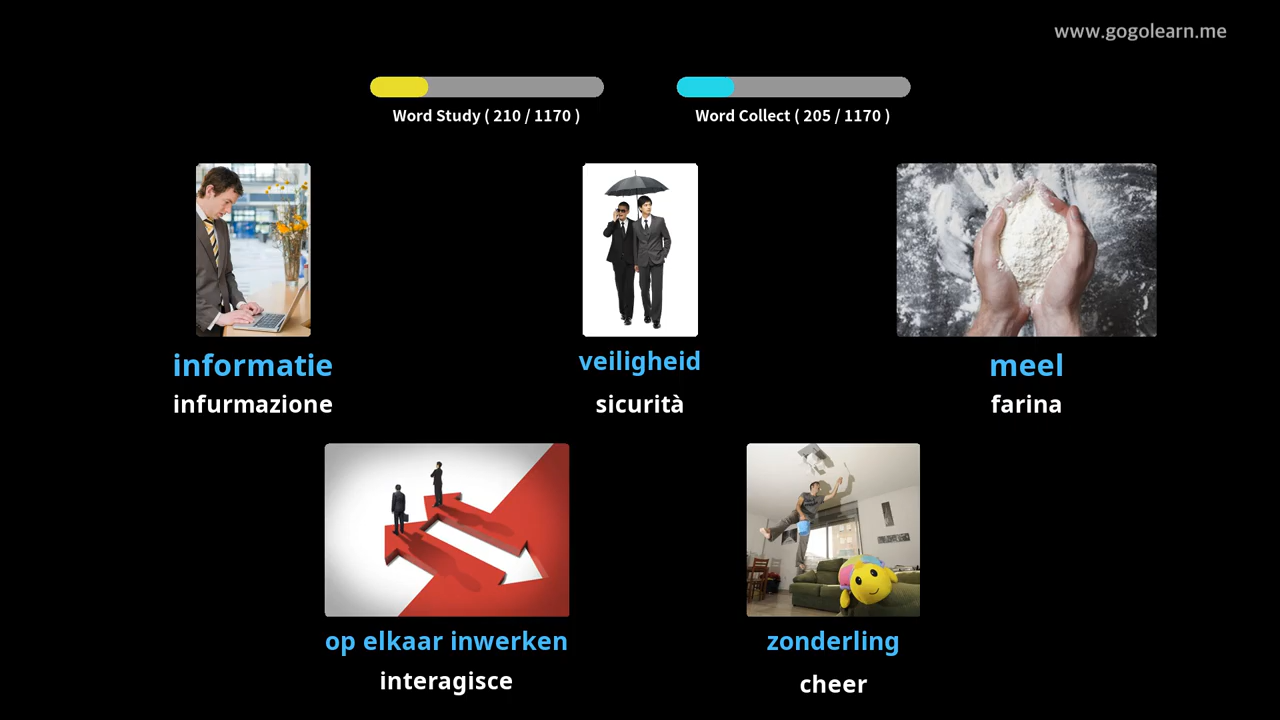 www.gogolearn.me
Word Study ( 210 / 1170 )
Word Collect ( 205 / 1170 )
informatie
infurmazione
veiligheid
sicurità
meel
farina
op elkaar inwerken
interagisce
zonderling
cheer